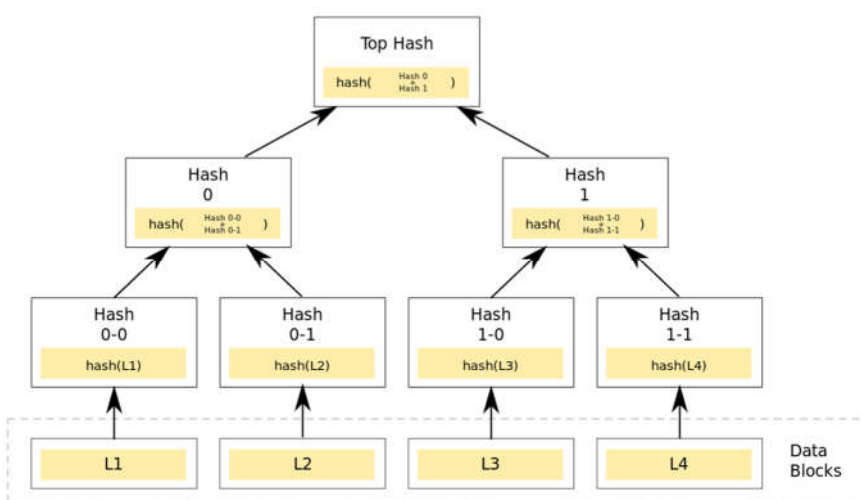 Top Hash
hash( Hash 0 + Hash 1 )
Hash
0
hash( Hash 0-0 + Hash 0-1 )
Hash
1
hash( Hash 1-0 + Hash 1-1 )
Hash
0-0
hash(L1)
Hash
0-1
hash(L2)
Hash
1-0
hash(L3)
Hash
1-1
hash(L4)
L1
L2
L3
L4
Data
Blocks